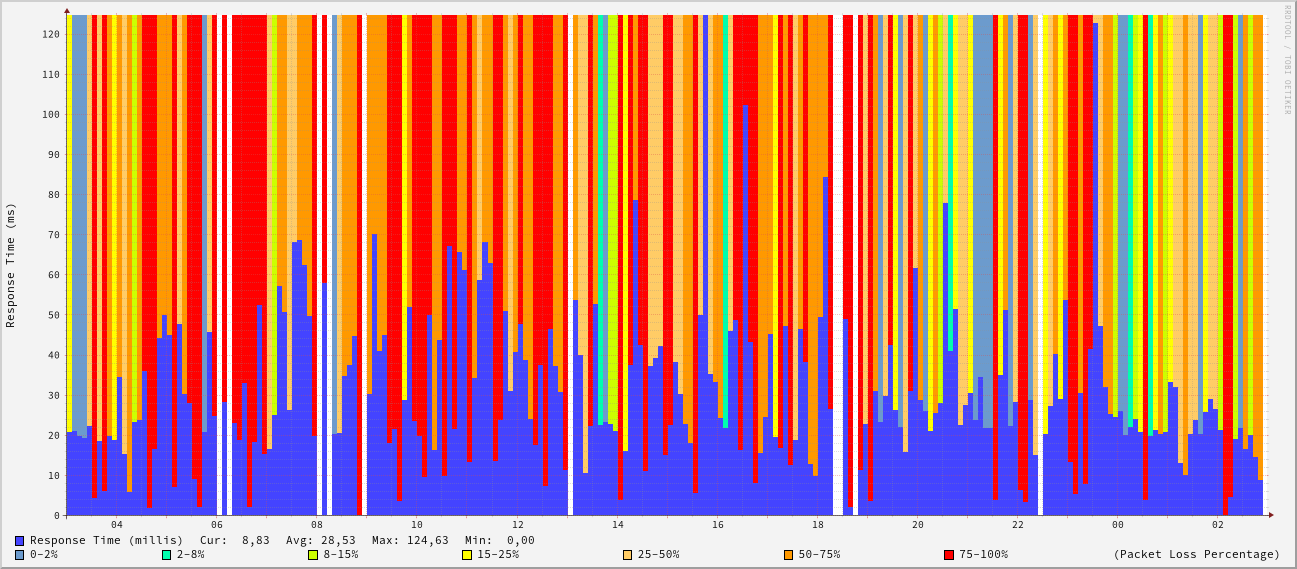 120
110
100
90
80
70
60
50
40
30
20
10
0
Response Time (ms)
RRDTOOL / TOBI OETIKER
04 06 08 10 12 14 16 18 20 22 00 02
Response Time (millis) Cur: 8,83 Avg: 28,53 Max: 124,63 Min: 0,00
0-2% 2-8% 8-15% 15-25% 25-50% 50-75% 75-100% (Packet Loss Percentage)